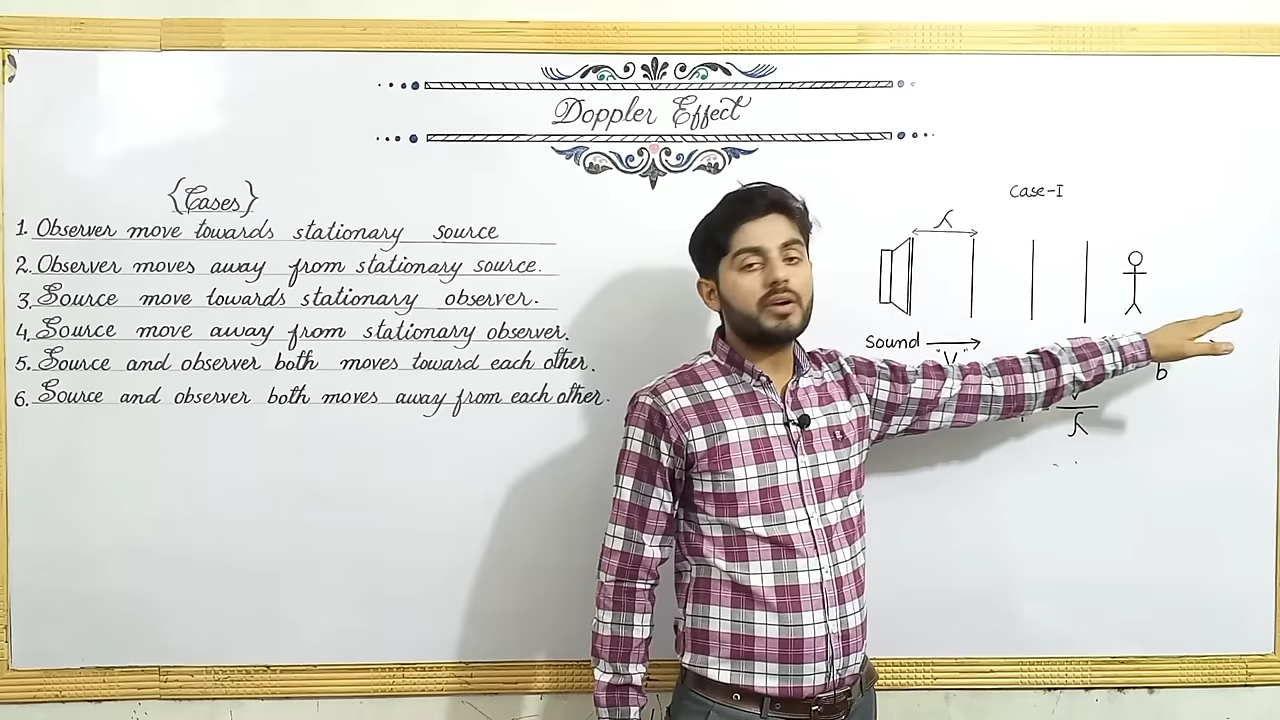 Doppler Effect
{Cases}
1. Observer move towards stationary source
2. Observer moves away from stationary source.
3. Source move towards stationary observer.
4. Source move away from stationary observer.
5. Source and observer both moves toward each other.
6. Source and observer both moves away from each other.
Case-I
λ
Sound →
"V"
b
λ